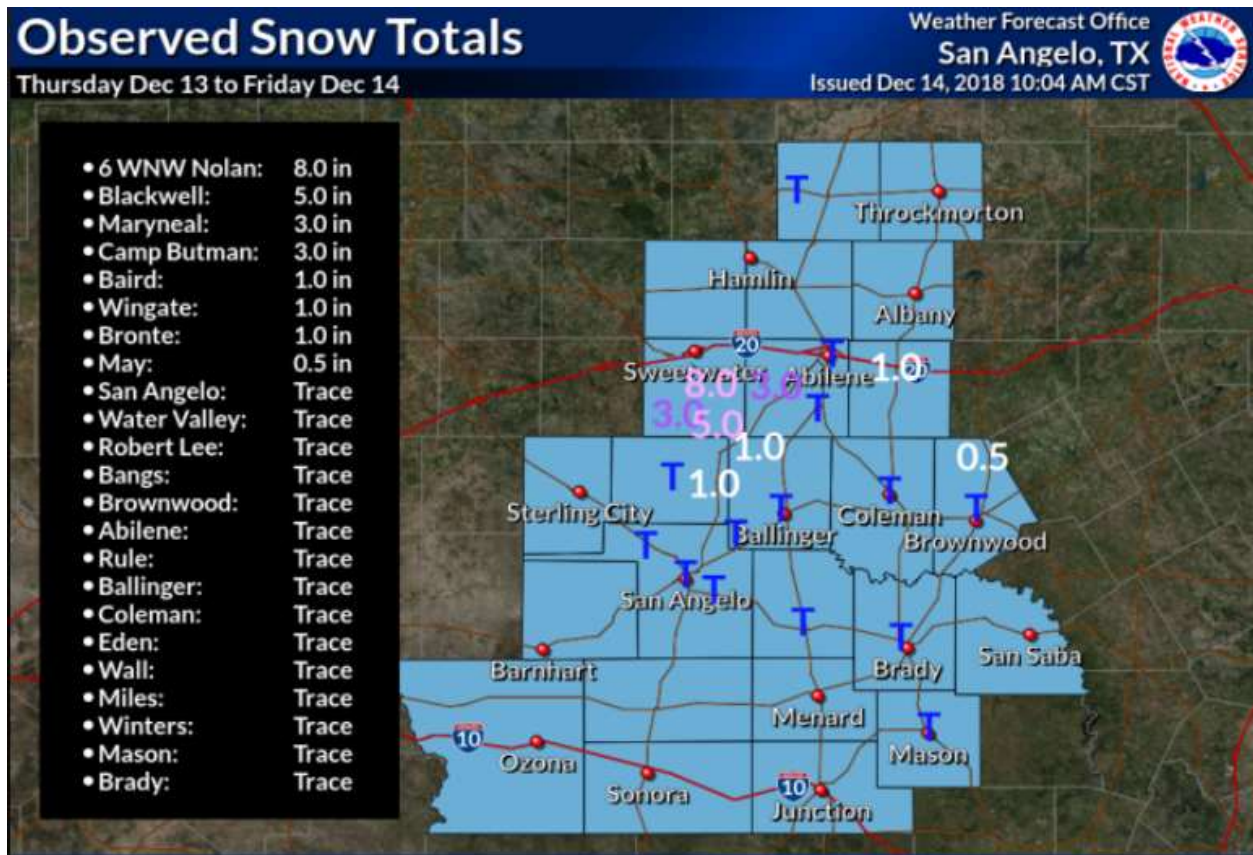 Observed Snow Totals
Thursday Dec 13 to Friday Dec 14
Weather Forecast Office
San Angelo, TX
Issued Dec 14, 2018 10:04 AM CST
NATIONAL WEATHER SERVICE
• 6 WNW Nolan: 8.0 in
• Blackwell: 5.0 in
• Maryneal: 3.0 in
• Camp Butman: 3.0 in
• Baird: 1.0 in
• Wingate: 1.0 in
• Bronte: 1.0 in
• May: 0.5 in
• San Angelo: Trace
• Water Valley: Trace
• Robert Lee: Trace
• Bangs: Trace
• Brownwood: Trace
• Abilene: Trace
• Rule: Trace
• Ballinger: Trace
• Coleman: Trace
• Eden: Trace
• Wall: Trace
• Miles: Trace
• Winters: Trace
• Mason: Trace
• Brady: Trace
T
Throckmorton
Hamlin
Albany
20
T
Sweetwater
Abilene
1.0
8.0
3.0
T
3.0
5.0
1.0
0.5
T
1.0
Sterling City
T
Ballinger
T
Coleman
T
Brownwood
T
T
T
San Angelo
T
T
T
Barnhart
Brady
San Saba
Menard
T
Mason
10
Ozona
Sonora
10
Junction